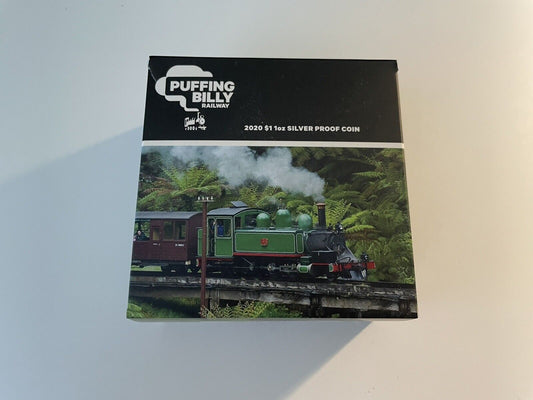 PUFFING
BILLY
RAILWAY
2020 $1 1oz SILVER PROOF COIN